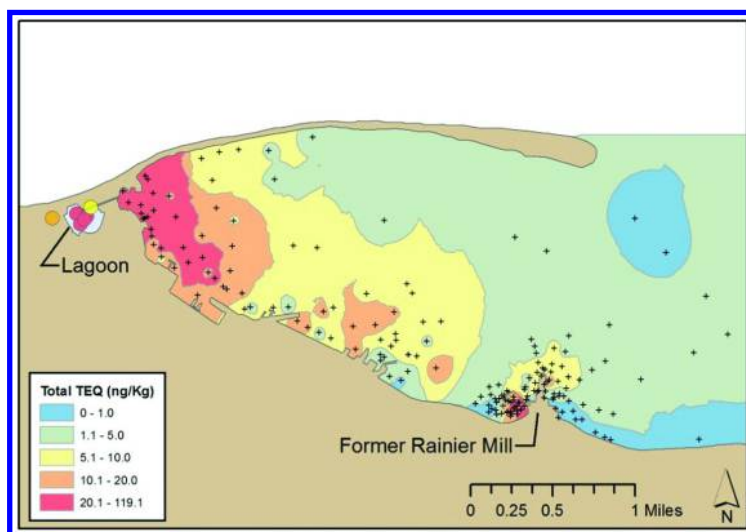 Lagoon
Total TEQ (ng/Kg)
0 - 1.0
1.1 - 5.0
5.1 - 10.0
10.1 - 20.0
20.1 - 119.1
Former Rainier Mill
0 0.25 0.5 1 Miles
N